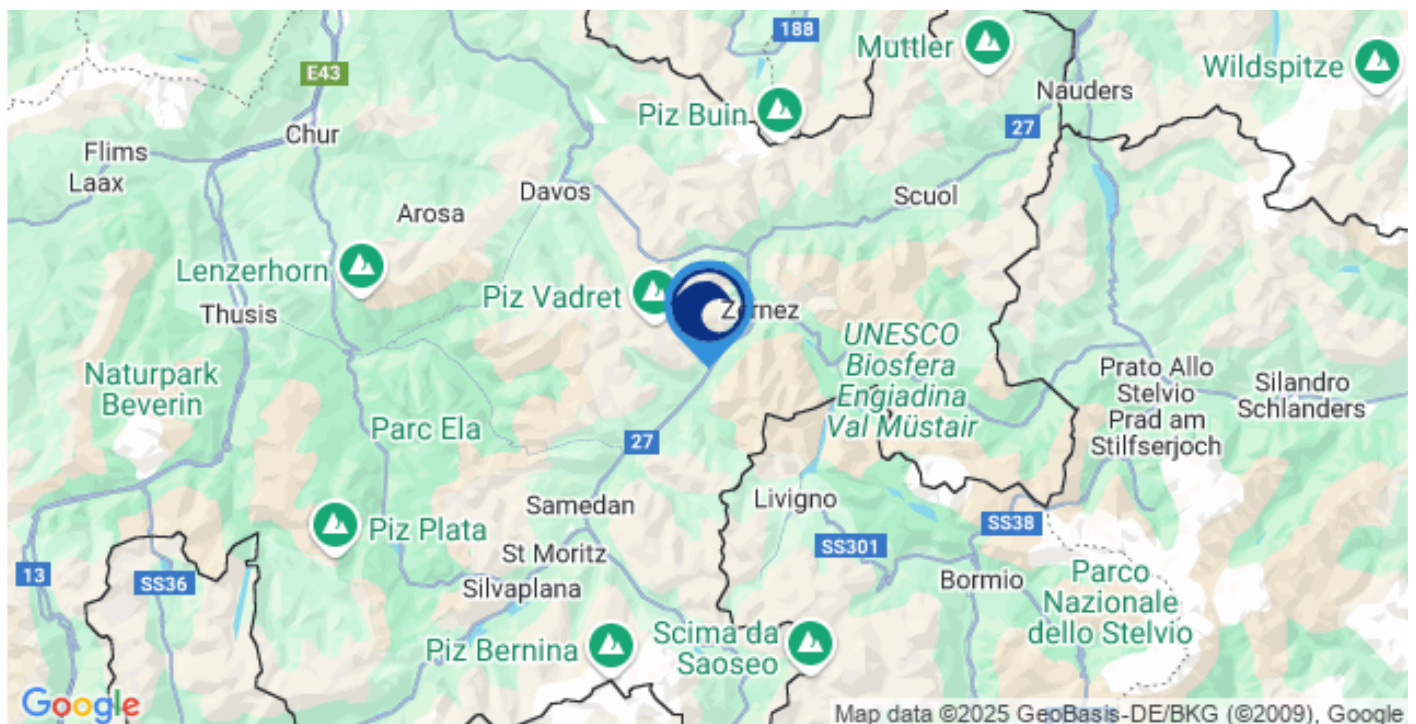 188
Muttler
Wildspitze
E43
Nauders
Piz Buin
27
Chur
Flims
Laax
Davos
Scuol
Arosa
Lenzerhorn
Piz Vadret
Thusis
Zernez
UNESCO
Biosfera
Engiadina
Val Müstair
Naturpark
Beverin
Prato Allo
Stelvio
Prad am
Stilfserjoch
Silandro
Schlanders
Parc Ela
27
Samedan
Livigno
Piz Plata
SS38
St Moritz
SS301
13
SS36
Silvaplana
Bormio
Parco
Nazionale
dello Stelvio
Piz Bernina
Scima da
Saoseo
Google
Map data ©2025 GeoBasis-DE/BKG (©2009), Google